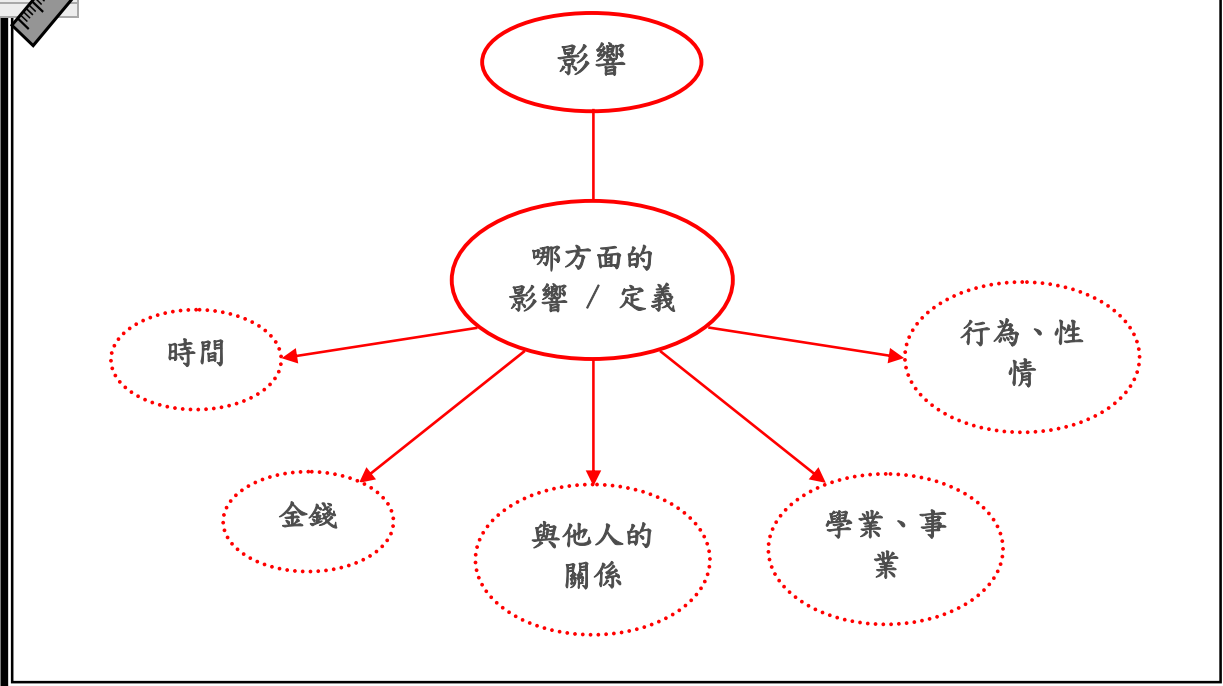 影響
哪方面的
影響 / 定義
時間
行為、性
情
金錢
與他人的
關係
學業、事
業